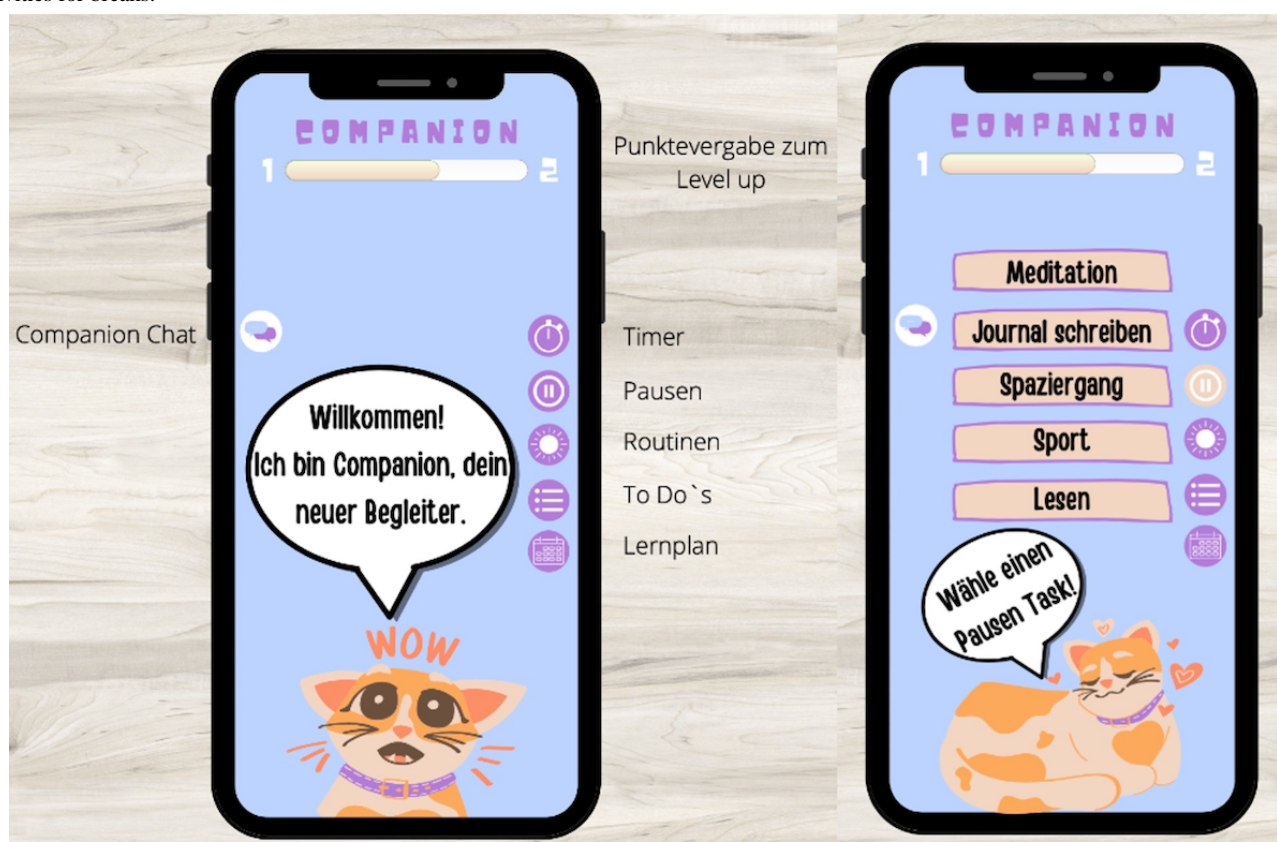 COMPANION
1 2
Punktevergabe zum
Level up
Companion Chat
Timer
Pausen
Routinen
To Do`s
Lernplan
Willkommen!
Ich bin Companion, dein
neuer Begleiter.
WOW
COMPANION
1 2
Meditation
Journal schreiben
Spaziergang
Sport
Lesen
Wähle einen
Pausen Task!